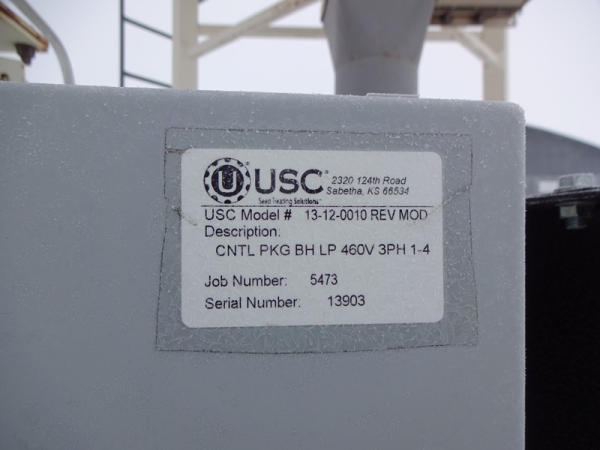 U USC 2320 124th Road
Sabetha, KS 66534
Seed Treating Solutions
USC Model # 13-12-0010 REV MOD
Description:
CNTL PKG BH LP 460V 3PH 1-4
Job Number: 5473
Serial Number: 13903